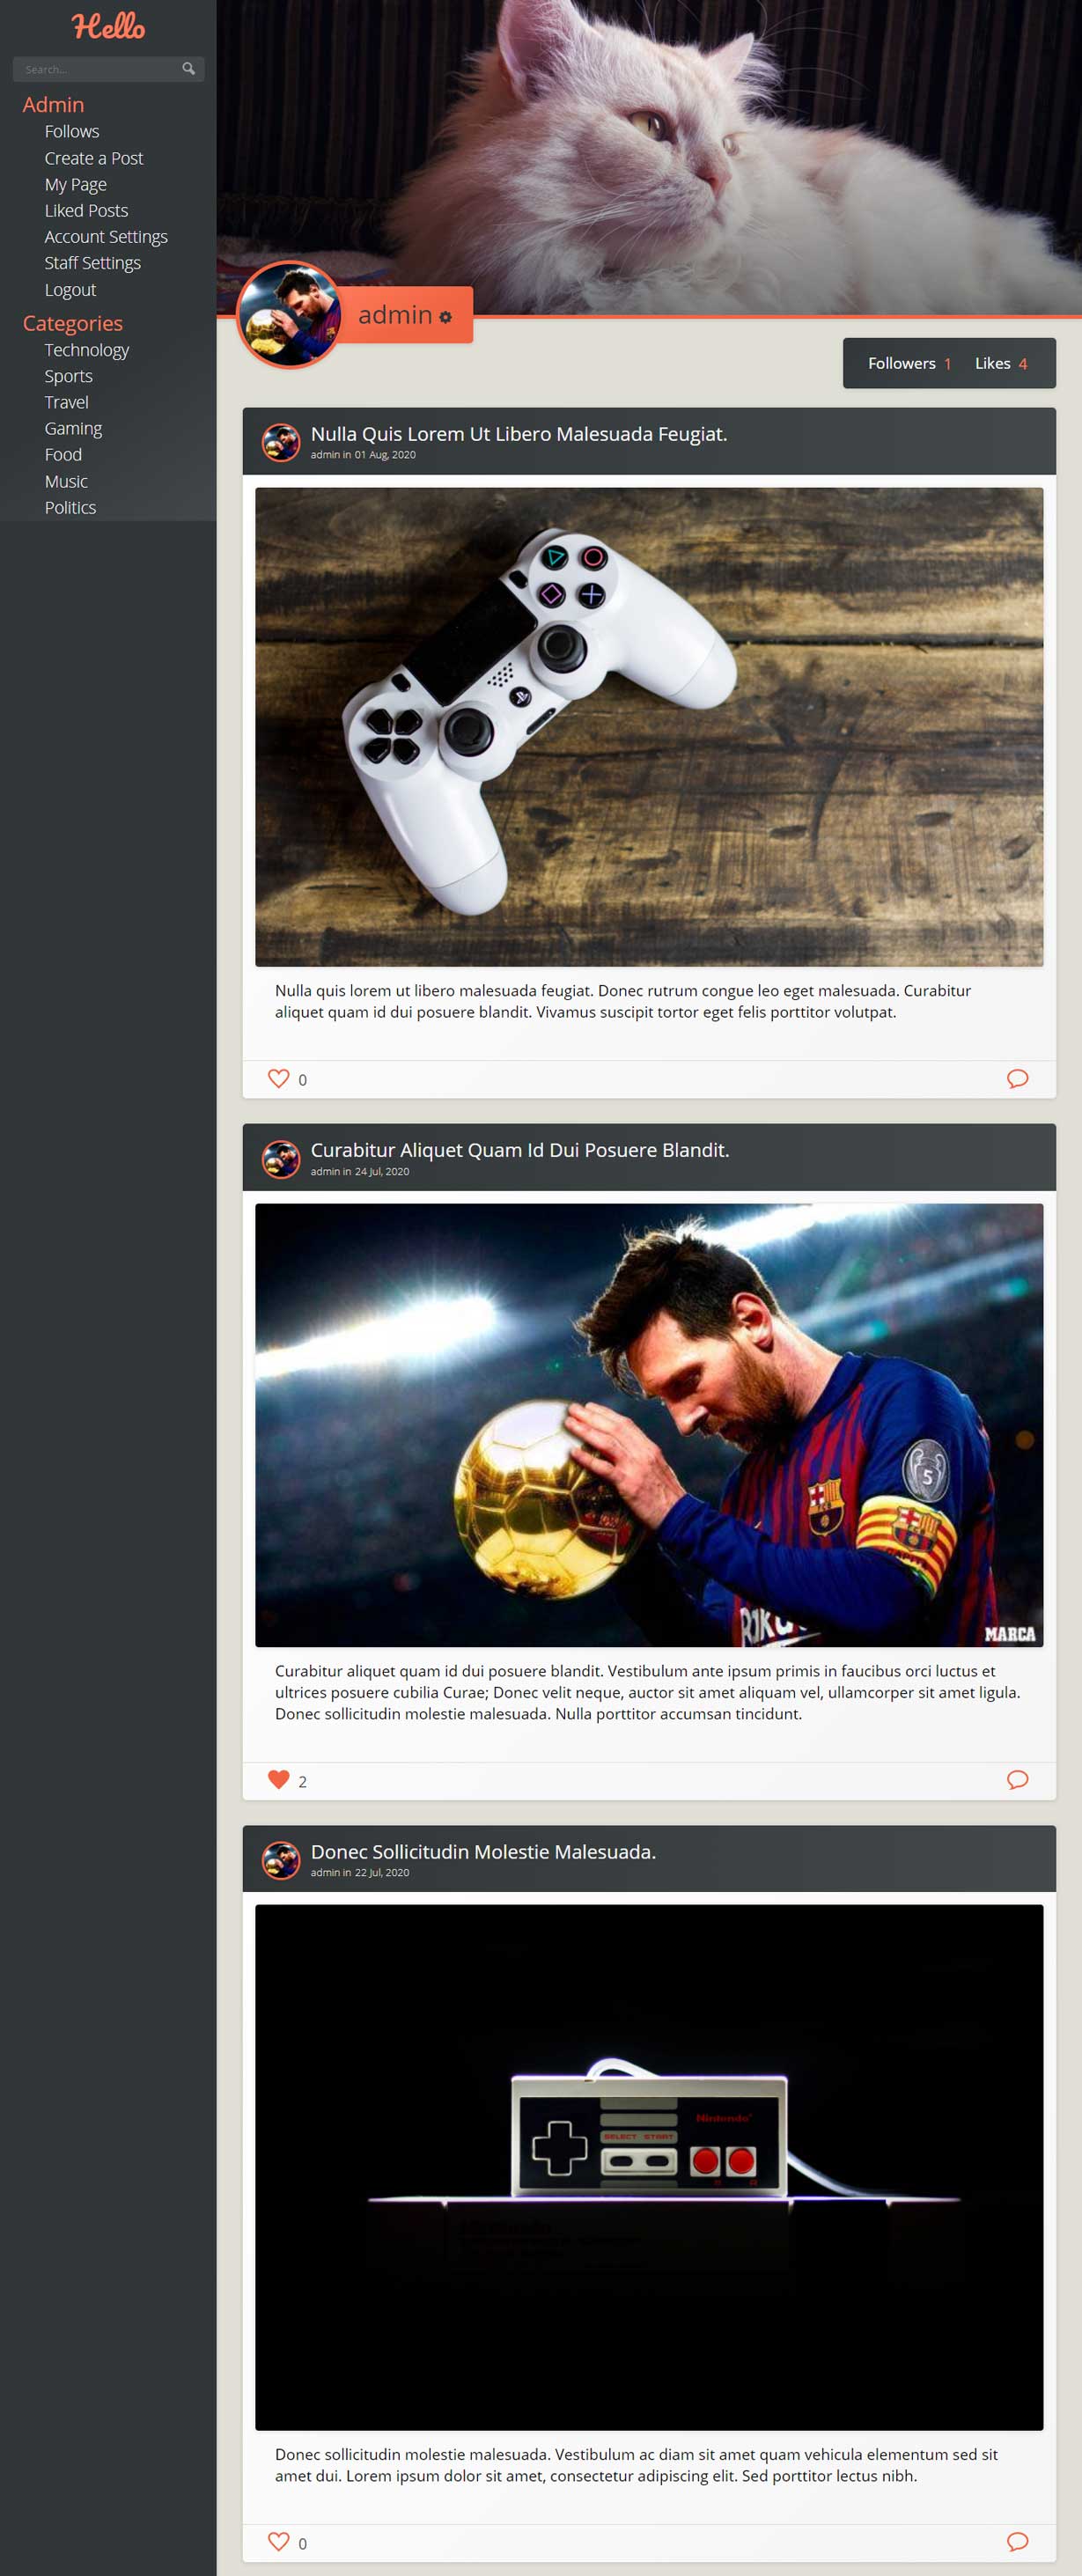 Hello
Search...
Admin
Follows
Create a Post
My Page
Liked Posts
Account Settings
Staff Settings
Logout
Categories
Technology
Sports
Travel
Gaming
Food
Music
Politics
admin
Followers 1 Likes 4
Nulla Quis Lorem Ut Libero Malesuada Feugiat.
admin in 01 Aug, 2020
Nulla quis lorem ut libero malesuada feugiat. Donec rutrum congue leo eget malesuada. Curabitur
aliquet quam id dui posuere blandit. Vivamus suscipit tortor eget felis porttitor volutpat.
0
Curabitur Aliquet Quam Id Dui Posuere Blandit.
admin in 24 Jul, 2020
5
MARCA
Curabitur aliquet quam id dui posuere blandit. Vestibulum ante ipsum primis in faucibus orci luctus et
ultrices posuere cubilia Curae; Donec velit neque, auctor sit amet aliquam vel, ullamcorper sit amet ligula.
Donec sollicitudin molestie malesuada. Nulla porttitor accumsan tincidunt.
2
Donec Sollicitudin Molestie Malesuada.
admin in 22 Jul, 2020
Nintendo
SELECT START
B A
Donec sollicitudin molestie malesuada. Vestibulum ac diam sit amet quam vehicula elementum sed sit
amet dui. Lorem ipsum dolor sit amet, consectetur adipiscing elit. Sed porttitor lectus nibh.
0